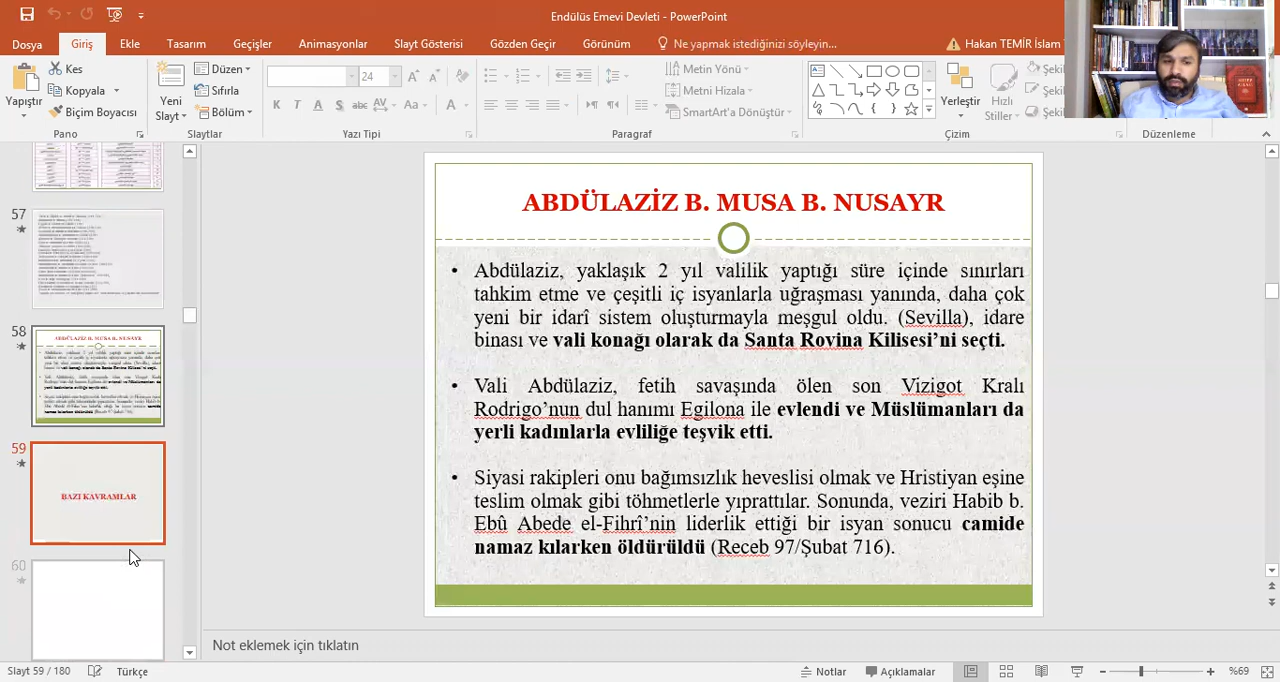 Endülüs Emevi Devleti - PowerPoint
Dosya Giriş Ekle Tasarım Geçişler Animasyonlar Slayt Gösterisi Gözden Geçir Görünüm Ne yapmak istediğinizi söyleyin... Hakan TEMİR İslam
Yapıştır
Kes
Kopyala
Biçim Boyacısı
Pano
Yeni
Slayt
Düzen
Sıfırla
Bölüm
Slaytlar
24
K T A S abc AV Aa A
Yazı Tipi
Metin Yönü
Metni Hizala
SmartArt'a Dönüştür
Paragraf
Yerleştir
Hızlı
Stiller
Şekil
Şekil
Şekil
Çizim
Düzenleme
57
58
ABDÜLAZİZ B. MUSA B. NUSAYR
59
BAZI KAVRAMLAR
60
ABDÜLAZİZ B. MUSA B. NUSAYR
• Abdülaziz, yaklaşık 2 yıl valilik yaptığı süre içinde sınırları
tahkim etme ve çeşitli iç isyanlarla uğraşması yanında, daha çok
yeni bir idarî sistem oluşturmayla meşgul oldu. (Sevilla), idare
binası ve vali konağı olarak da Santa Rovina Kilisesi'ni seçti.
• Vali Abdülaziz, fetih savaşında ölen son Vizigot Kralı
Rodrigo'nun dul hanımı Egilona ile evlendi ve Müslümanları da
yerli kadınlarla evliliğe teşvik etti.
• Siyasi rakipleri onu bağımsızlık heveslisi olmak ve Hristiyan eşine
teslim olmak gibi töhmetlerle yıprattılar. Sonunda, veziri Habib b.
Ebû Abede el-Fihrî'nin liderlik ettiği bir isyan sonucu camide
namaz kılarken öldürüldü (Receb 97/Şubat 716).
Not eklemek için tıklatın
Slayt 59 / 180 Türkçe Notlar Açıklamalar %69